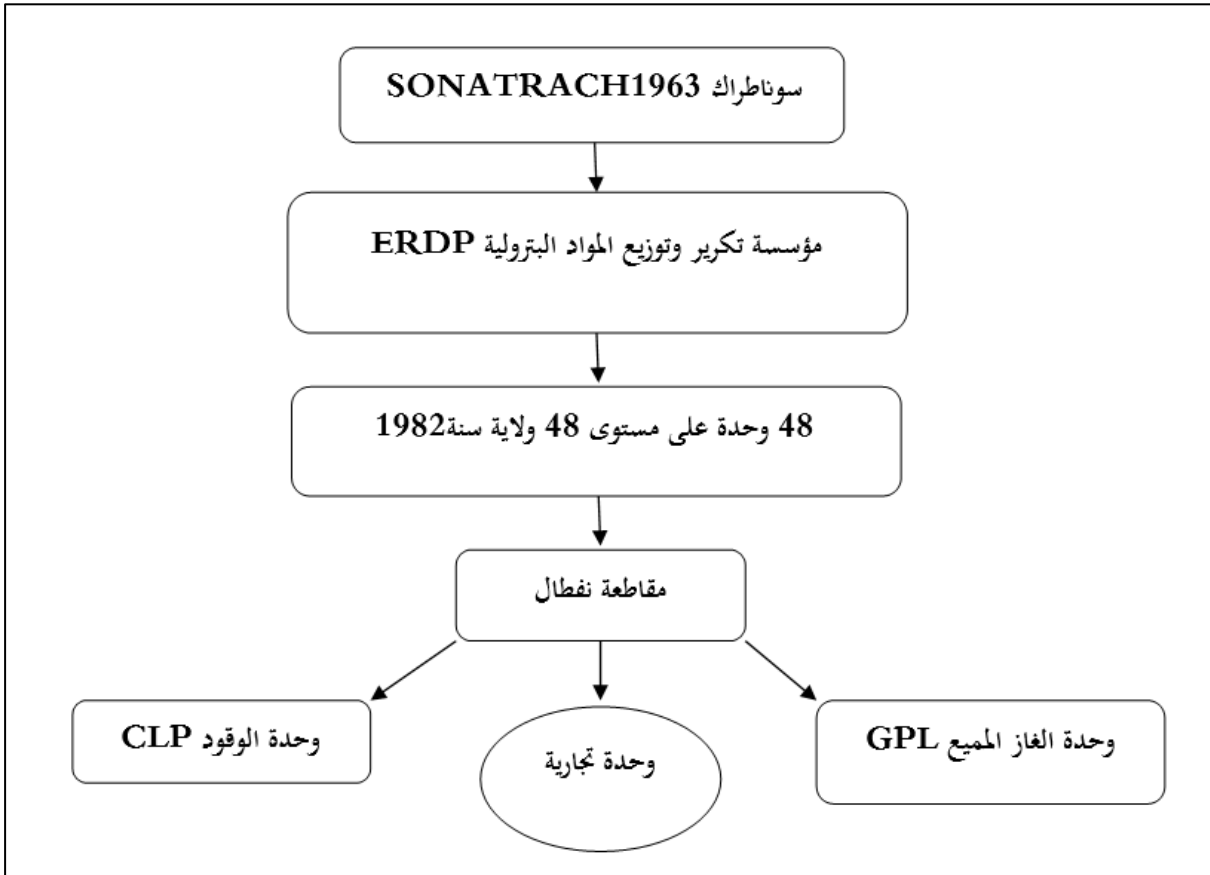 سوناطراك SONATRACH1963
مؤسسة تكرير وتوزيع المواد البترولية ERDP
48 وحدة على مستوى 48 ولاية سنة1982
مقاطعة نفطال
وحدة الغاز المميع GPL
وحدة تجارية
وحدة الوقود CLP